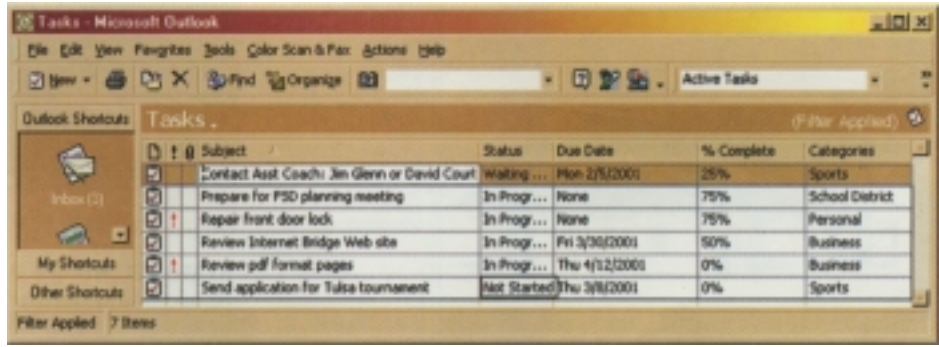 Tasks - Microsoft Outlook
File Edit View Favorites Tools Color Scan & Fax Actions Help
New Find Organize Active Tasks
Outlook Shortcuts Tasks . (Filter Applied)
! Subject Status Due Date % Complete Categories
Contact Asst Coach: Jim Glenn or David Court Waiting ... Mon 2/5/2001 25% Sports
Inbox (1) Prepare for PSD planning meeting In Progr... None 75% School District
! Repair front door lock In Progr... None 75% Personal
Review Internet Bridge Web site In Progr... Fri 3/30/2001 50% Business
My Shortcuts ! Review pdf format pages In Progr... Thu 4/12/2001 0% Business
Other Shortcuts Send application for Tulsa tournament Not Started Thu 3/8/2001 0% Sports
Filter Applied 7 Items